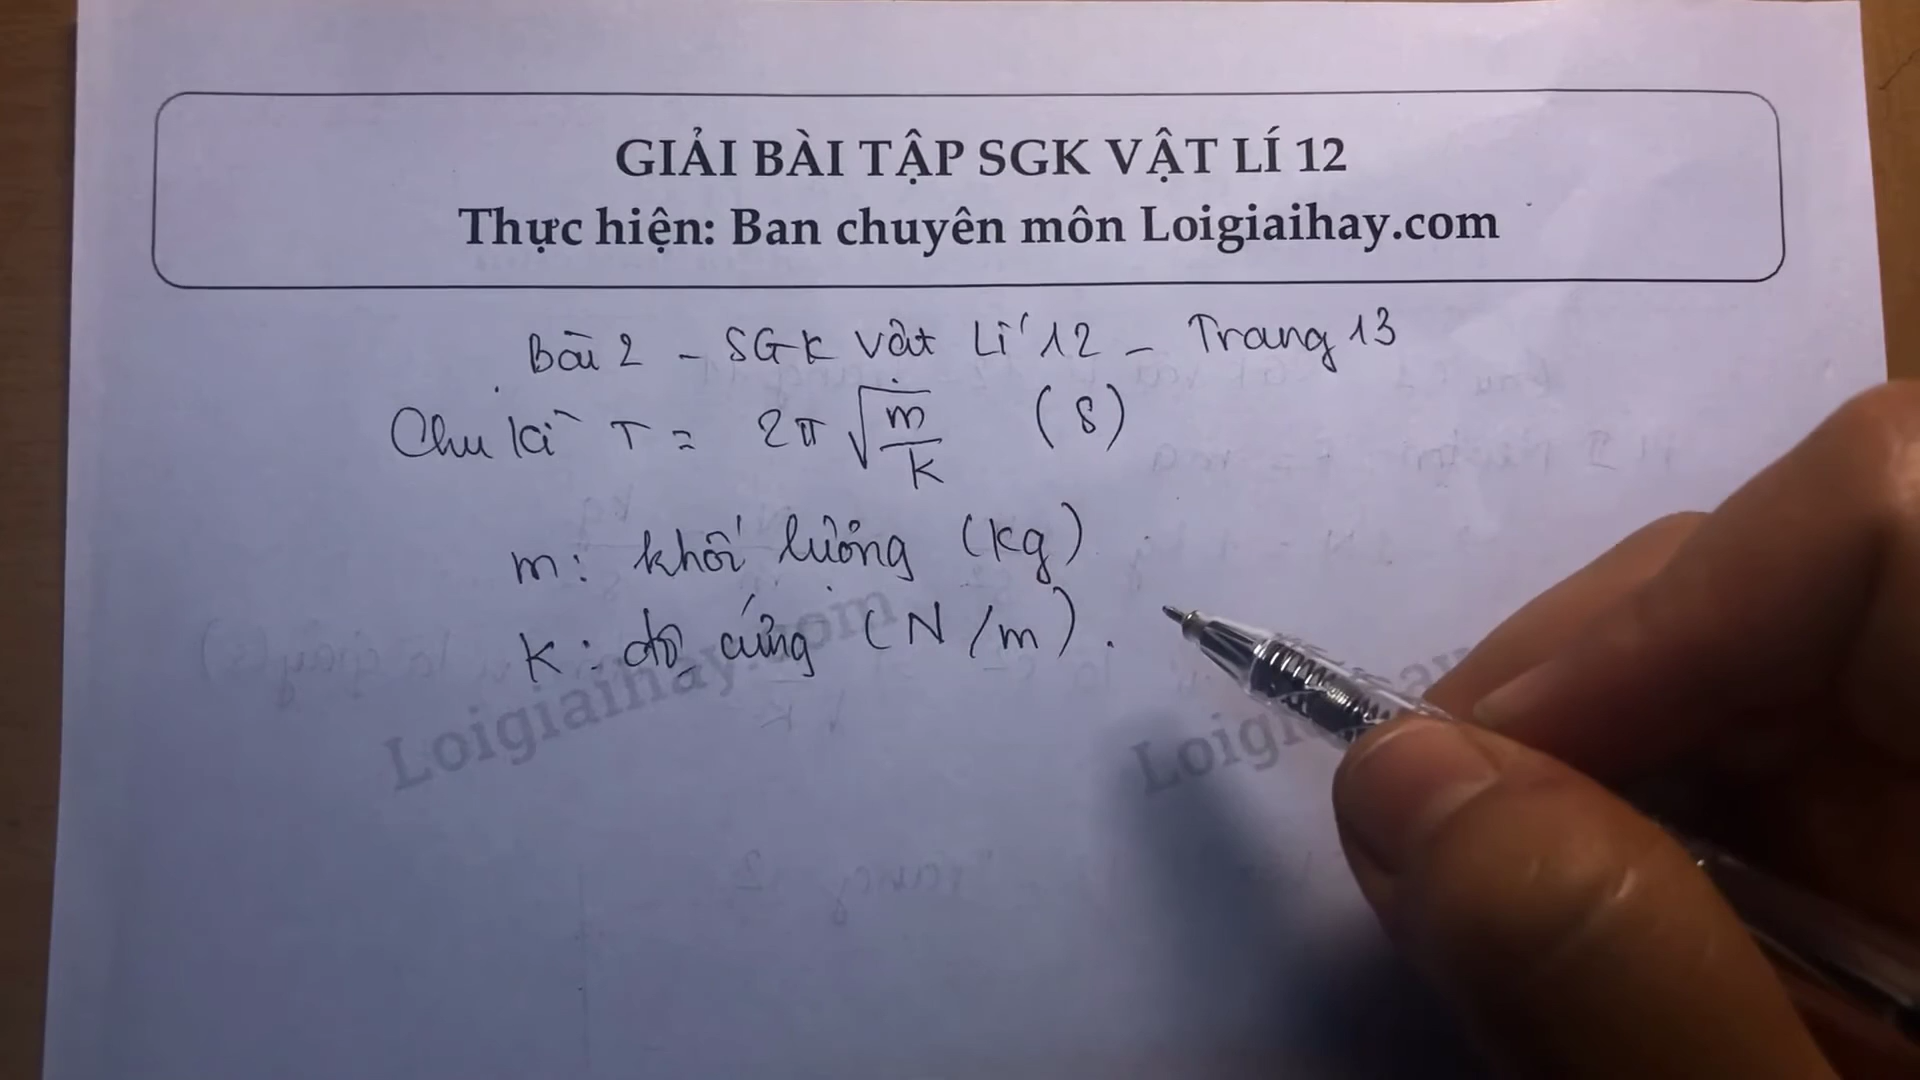 GIẢI BÀI TẬP SGK VẬT LÍ 12
Thực hiện: Ban chuyên môn Loigiaihay.com
Bài 2 - SGK Vật Lí 12 - Trang 13
Chu kì T = 2π √(m/k) (s)
m: khối lượng (kg)
k: độ cứng (N/m).
Loigiaihay.com